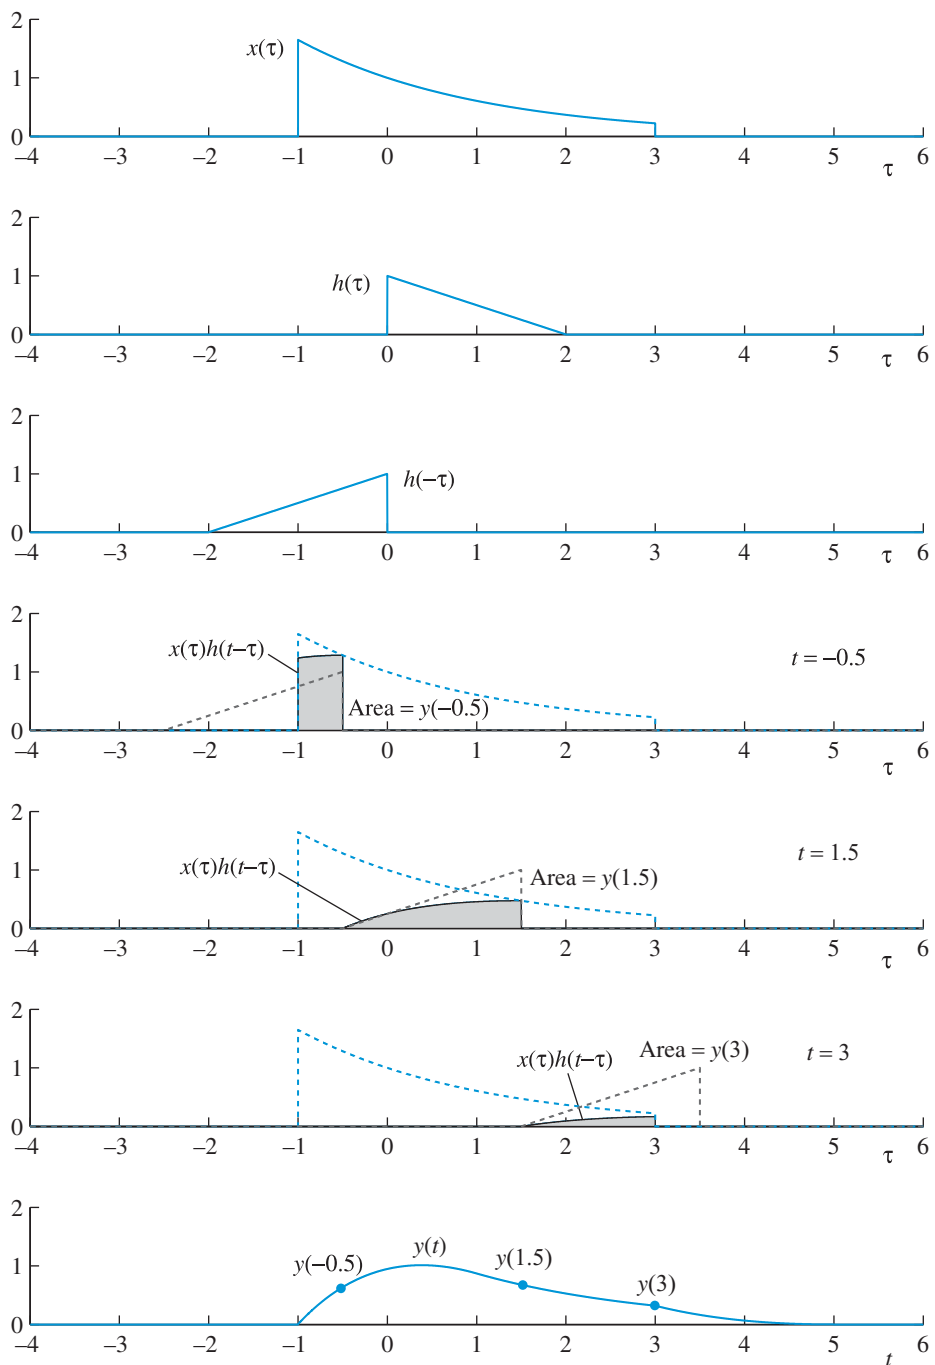 2
x(τ)
1
0
–4 –3 –2 –1 0 1 2 3 4 5 6
τ
2
1
h(τ)
0
–4 –3 –2 –1 0 1 2 3 4 5 6
τ
2
1
h(–τ)
0
–4 –3 –2 –1 0 1 2 3 4 5 6
τ
2
x(τ)h(t–τ)
t = –0.5
1
Area = y(–0.5)
0
–4 –3 –2 –1 0 1 2 3 4 5 6
τ
2
t = 1.5
x(τ)h(t–τ)
1
Area = y(1.5)
0
–4 –3 –2 –1 0 1 2 3 4 5 6
τ
2
Area = y(3)
t = 3
x(τ)h(t–τ)
1
0
–4 –3 –2 –1 0 1 2 3 4 5 6
τ
2
y(t)
y(–0.5)
y(1.5)
1
y(3)
0
–4 –3 –2 –1 0 1 2 3 4 5 6
t